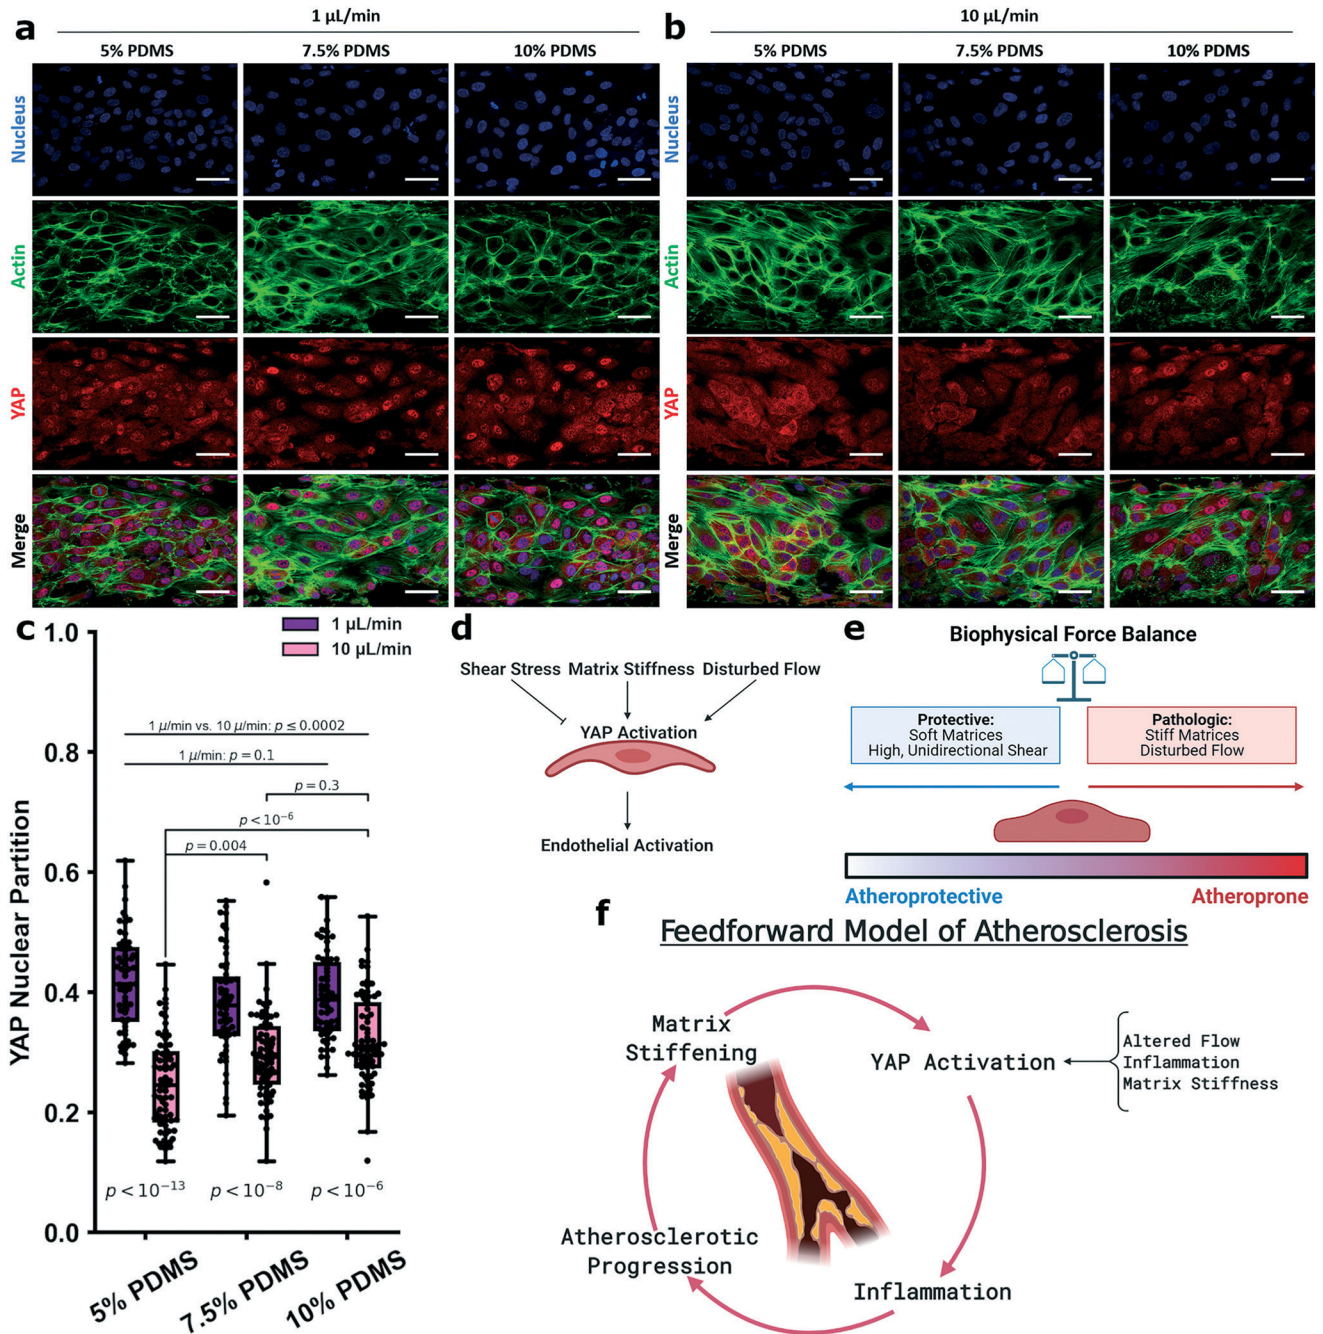 a
1 µL/min
5% PDMS
7.5% PDMS
10% PDMS
Nucleus
Actin
YAP
Merge
b
10 µL/min
5% PDMS
7.5% PDMS
10% PDMS
Nucleus
Actin
YAP
Merge
c
1 µL/min
10 µL/min
YAP Nuclear Partition
1.0
0.8
0.6
0.4
0.2
0.0
1 µ/min vs. 10 µ/min: p ≤ 0.0002
1 µ/min: p = 0.1
p = 0.3
p < 10⁻⁶
p = 0.004
p < 10⁻¹³
p < 10⁻⁸
p < 10⁻⁶
5% PDMS
7.5% PDMS
10% PDMS
d
Shear Stress Matrix Stiffness Disturbed Flow
YAP Activation
Endothelial Activation
e
Biophysical Force Balance
Protective:
Soft Matrices
High, Unidirectional Shear
Pathologic:
Stiff Matrices
Disturbed Flow
Atheroprotective
Atheroprone
f
Feedforward Model of Atherosclerosis
Matrix
Stiffening
YAP Activation
Altered Flow
Inflammation
Matrix Stiffness
Atherosclerotic
Progression
Inflammation